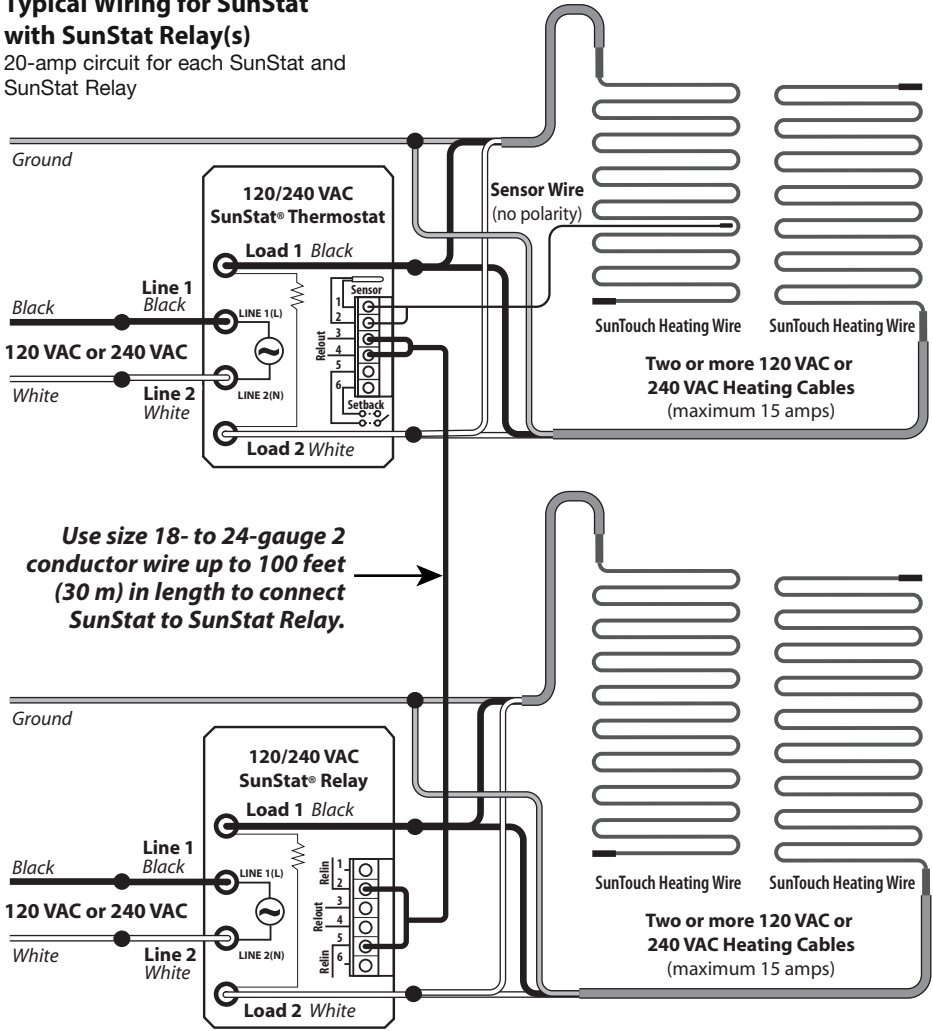 Typical Wiring for SunStat
with SunStat Relay(s)
20-amp circuit for each SunStat and
SunStat Relay
Ground
120/240 VAC
SunStat® Thermostat
Load 1 Black
Sensor Wire
(no polarity)
Line 1
Black
Black
LINE 1(L)
120 VAC or 240 VAC
White
Line 2
White
LINE 2(N)
Sensor
1
2
3
4
Relout
5
6
Setback
Load 2 White
SunTouch Heating Wire
SunTouch Heating Wire
Two or more 120 VAC or
240 VAC Heating Cables
(maximum 15 amps)
Use size 18- to 24-gauge 2
conductor wire up to 100 feet
(30 m) in length to connect
SunStat to SunStat Relay.
Ground
120/240 VAC
SunStat® Relay
Load 1 Black
Line 1
Black
Black
LINE 1(L)
120 VAC or 240 VAC
White
Line 2
White
LINE 2(N)
Relin
1
2
Relout
3
4
Relin
5
6
Load 2 White
SunTouch Heating Wire
SunTouch Heating Wire
Two or more 120 VAC or
240 VAC Heating Cables
(maximum 15 amps)